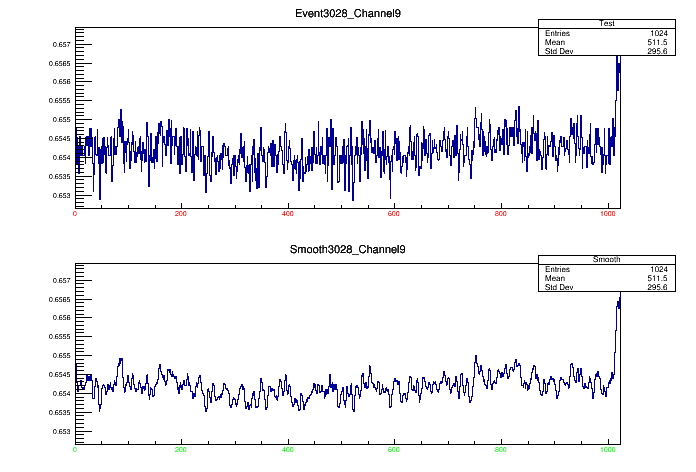 Event3028_Channel9
Test
Entries 1024
Mean 511.5
Std Dev 295.6
0.657
0.6565
0.656
0.6555
0.655
0.6545
0.654
0.6535
0.653
0 200 400 600 800 1000
Smooth3028_Channel9
Smooth
Entries 1024
Mean 511.5
Std Dev 295.6
0.657
0.6565
0.656
0.6555
0.655
0.6545
0.654
0.6535
0.653
0 200 400 600 800 1000